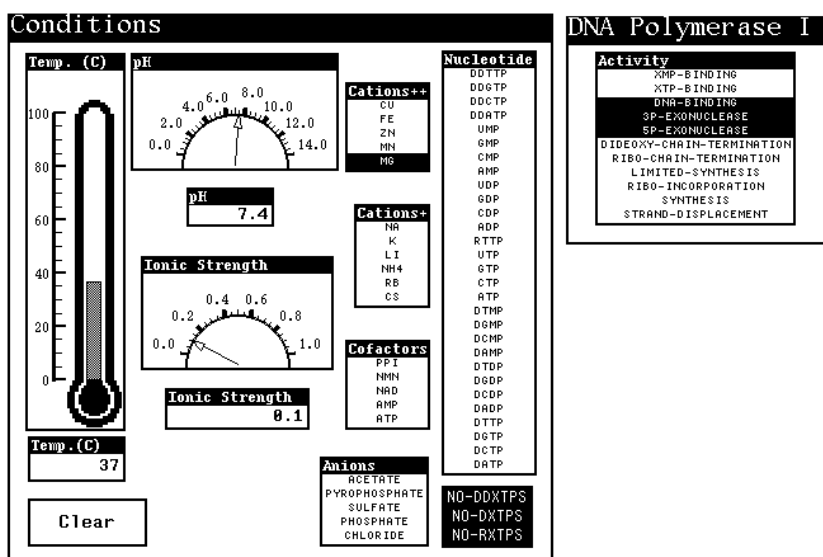 Conditions
Temp. (C)
100
80
60
40
20
0
Temp.(C)
37
Clear
pH
0.0 2.0 4.0 6.0 8.0 10.0 12.0 14.0
pH
7.4
Ionic Strength
0.0 0.2 0.4 0.6 0.8 1.0
Ionic Strength
0.1
Cations++
CU
FE
ZN
MN
MG
Cations+
NA
K
LI
NH4
RB
CS
Cofactors
PPI
NMN
NAD
AMP
ATP
Anions
ACETATE
PYROPHOSPHATE
SULFATE
PHOSPHATE
CHLORIDE
Nucleotide
DDTTP
DDGTP
DDCTP
DDATP
UMP
GMP
CMP
AMP
UDP
GDP
CDP
ADP
RTTP
UTP
GTP
CTP
ATP
DTMP
DGMP
DCMP
DAMP
DTDP
DGDP
DCDP
DADP
DTTP
DGTP
DCTP
DATP
NO-DDXTPS
NO-DXTPS
NO-RXTPS
DNA Polymerase I
Activity
XMP-BINDING
XTP-BINDING
DNA-BINDING
3P-EXONUCLEASE
5P-EXONUCLEASE
DIDEOXY-CHAIN-TERMINATION
RIBO-CHAIN-TERMINATION
LIMITED-SYNTHESIS
RIBO-INCORPORATION
SYNTHESIS
STRAND-DISPLACEMENT